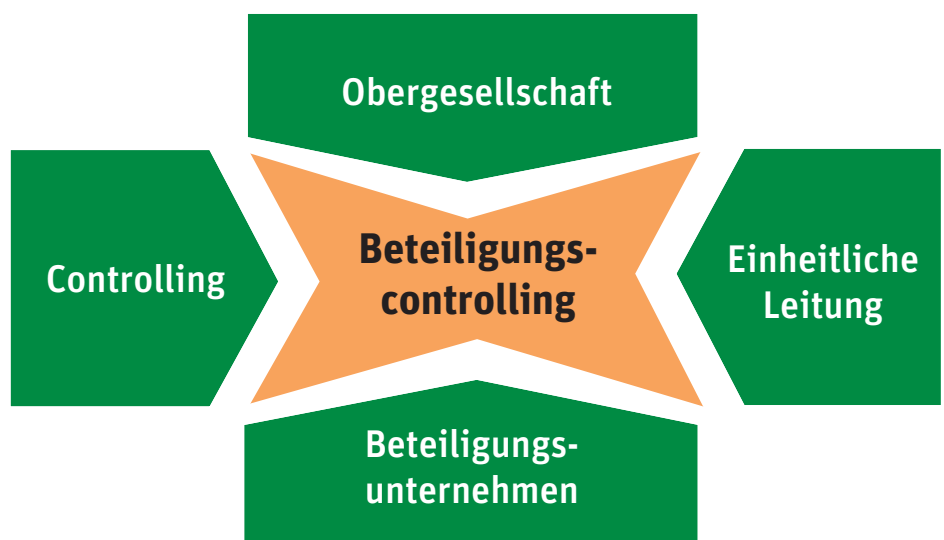 Obergesellschaft
Controlling
Beteiligungs-
controlling
Einheitliche
Leitung
Beteiligungs-
unternehmen